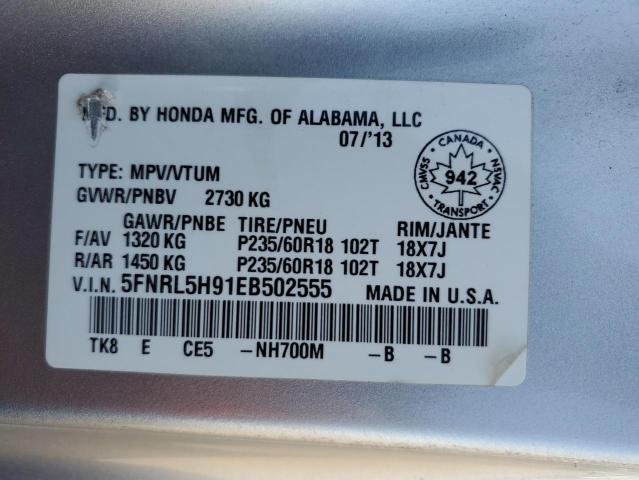 MFD. BY HONDA MFG. OF ALABAMA, LLC
07/'13
TYPE: MPV/VTUM
GVWR/PNBV 2730 KG
GAWR/PNBE TIRE/PNEU RIM/JANTE
F/AV 1320 KG P235/60R18 102T 18X7J
R/AR 1450 KG P235/60R18 102T 18X7J
V.I.N. 5FNRL5H91EB502555 MADE IN U.S.A.
TK8 E CE5 -NH700M -B -B
CANADA
CMVSS 942 NSVAC
TRANSPORT